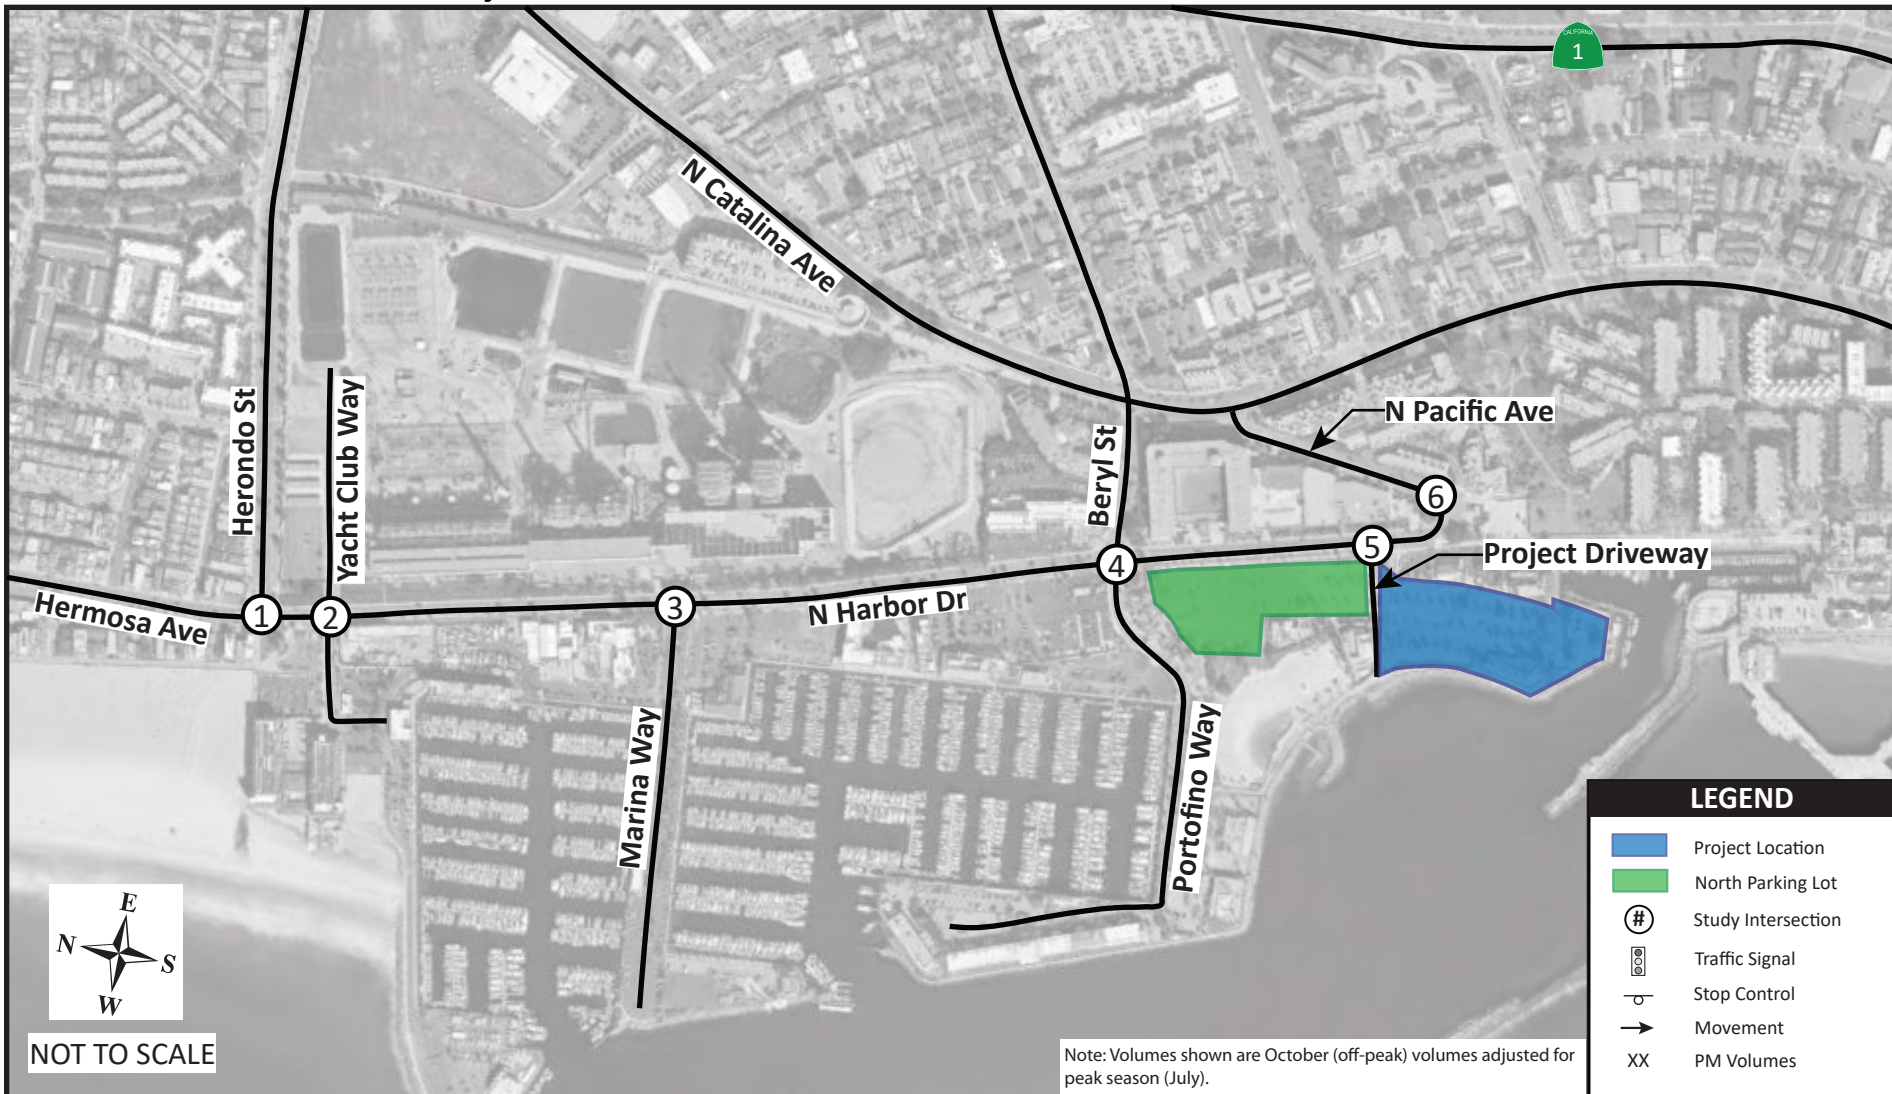 CALIFORNIA
1
N Catalina Ave
N Pacific Ave
Herondo St
Yacht Club Way
Beryl St
6
5
Project Driveway
4
3
1
2
Hermosa Ave
N Harbor Dr
Marina Way
Portofino Way
LEGEND
Project Location
North Parking Lot
# Study Intersection
Traffic Signal
Stop Control
Movement
XX PM Volumes
E
N
S
W
NOT TO SCALE
Note: Volumes shown are October (off-peak) volumes adjusted for
peak season (July).